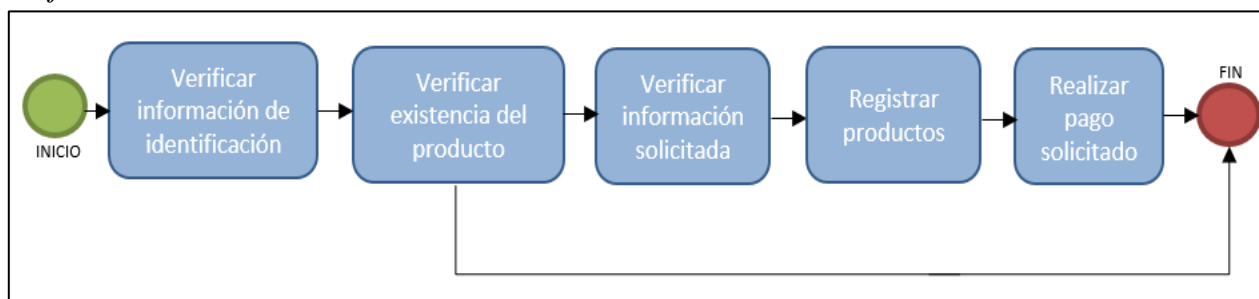 INICIO
Verificar
información de
identificación
Verificar
existencia del
producto
Verificar
información
solicitada
Registrar
productos
Realizar
pago
solicitado
FIN